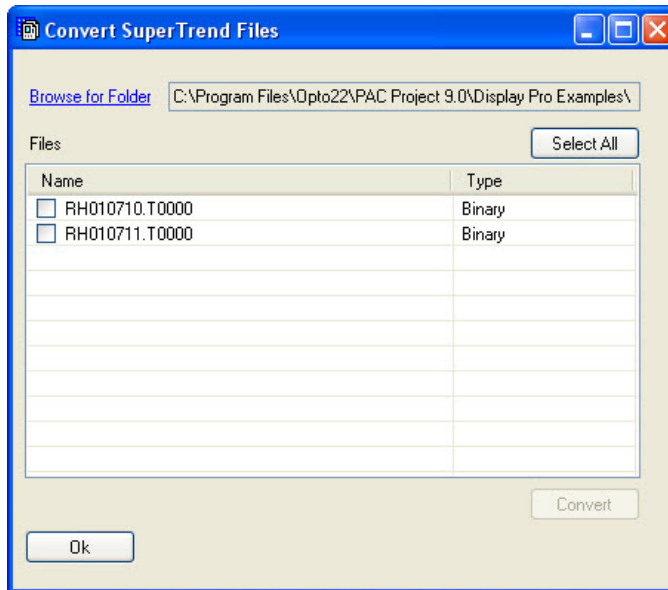 Convert SuperTrend Files
Browse for Folder C:\Program Files\Opto22\PAC Project 9.0\Display Pro Examples\
Files Select All
Name Type
RH010710.T0000 Binary
RH010711.T0000 Binary
Convert
Ok